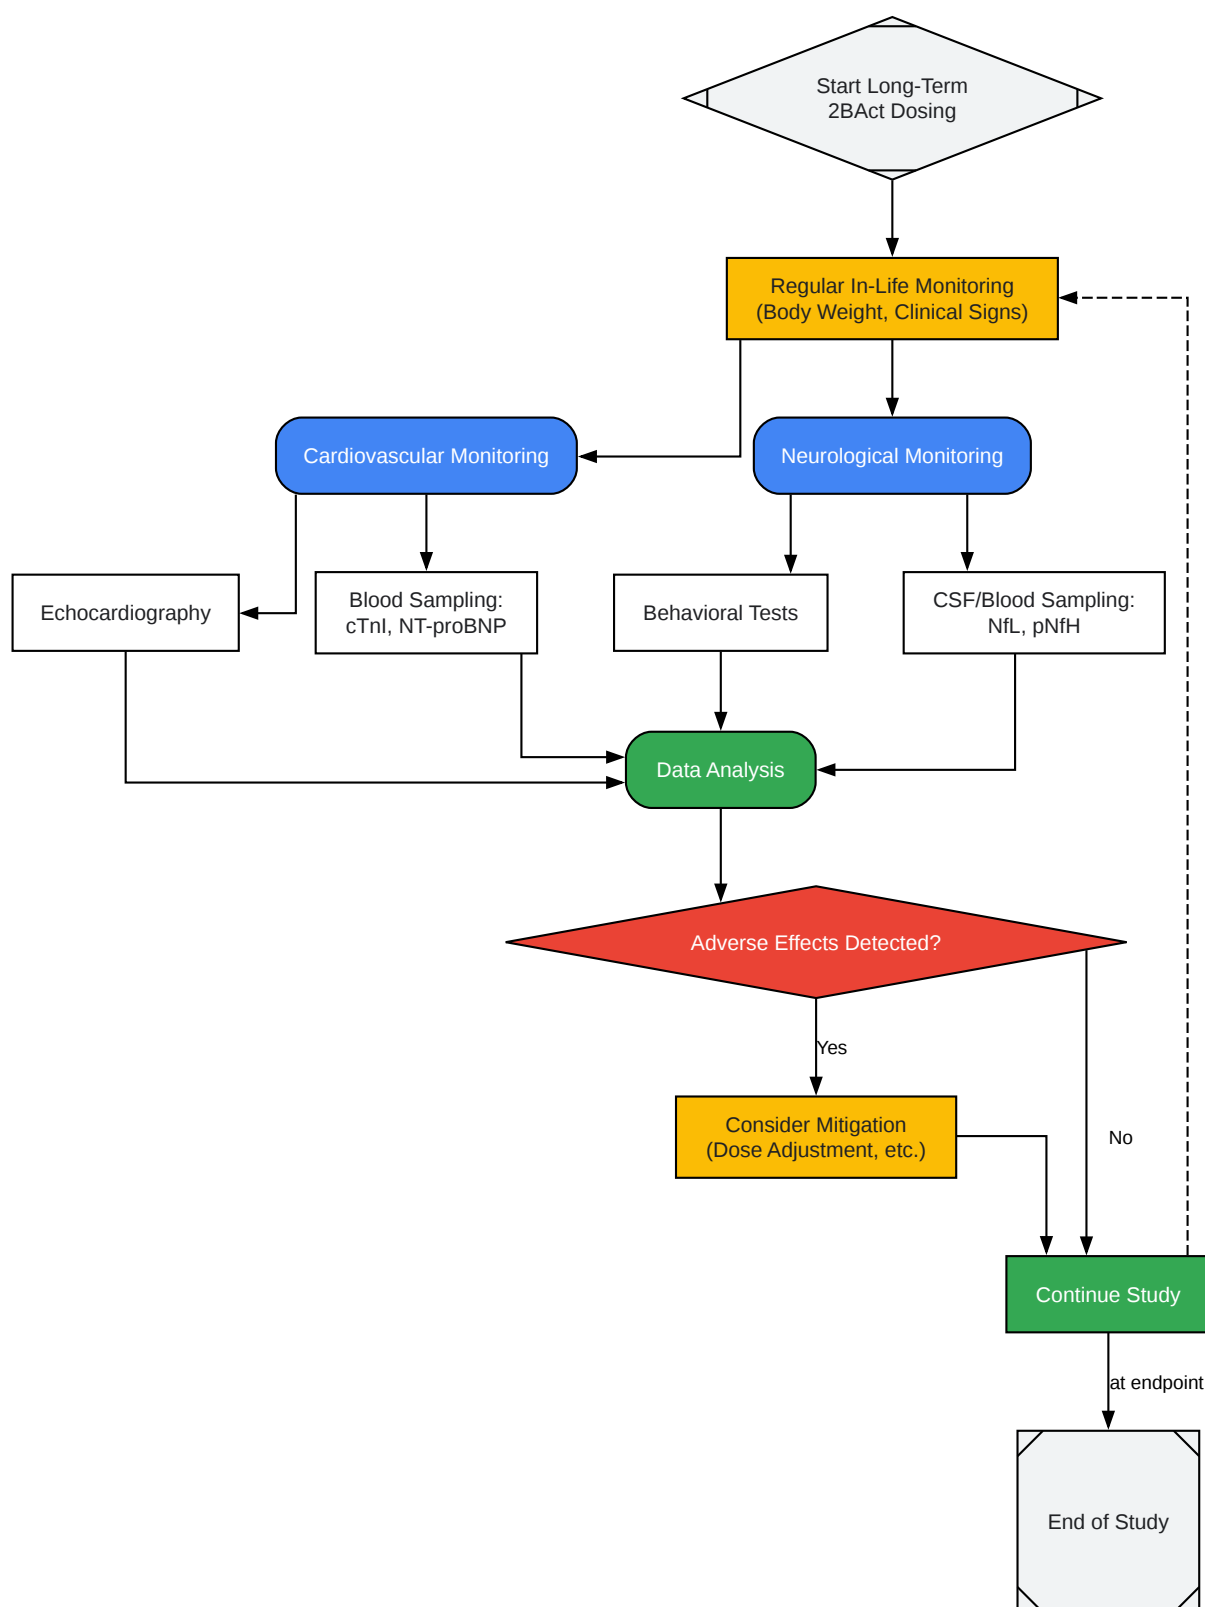 Start Long-Term
2BAct Dosing
Regular In-Life Monitoring
(Body Weight, Clinical Signs)
Cardiovascular Monitoring
Neurological Monitoring
Echocardiography
Blood Sampling:
cTnI, NT-proBNP
Behavioral Tests
CSF/Blood Sampling:
NfL, pNfH
Data Analysis
Adverse Effects Detected?
Yes
Consider Mitigation
(Dose Adjustment, etc.)
No
Continue Study
at endpoint
End of Study